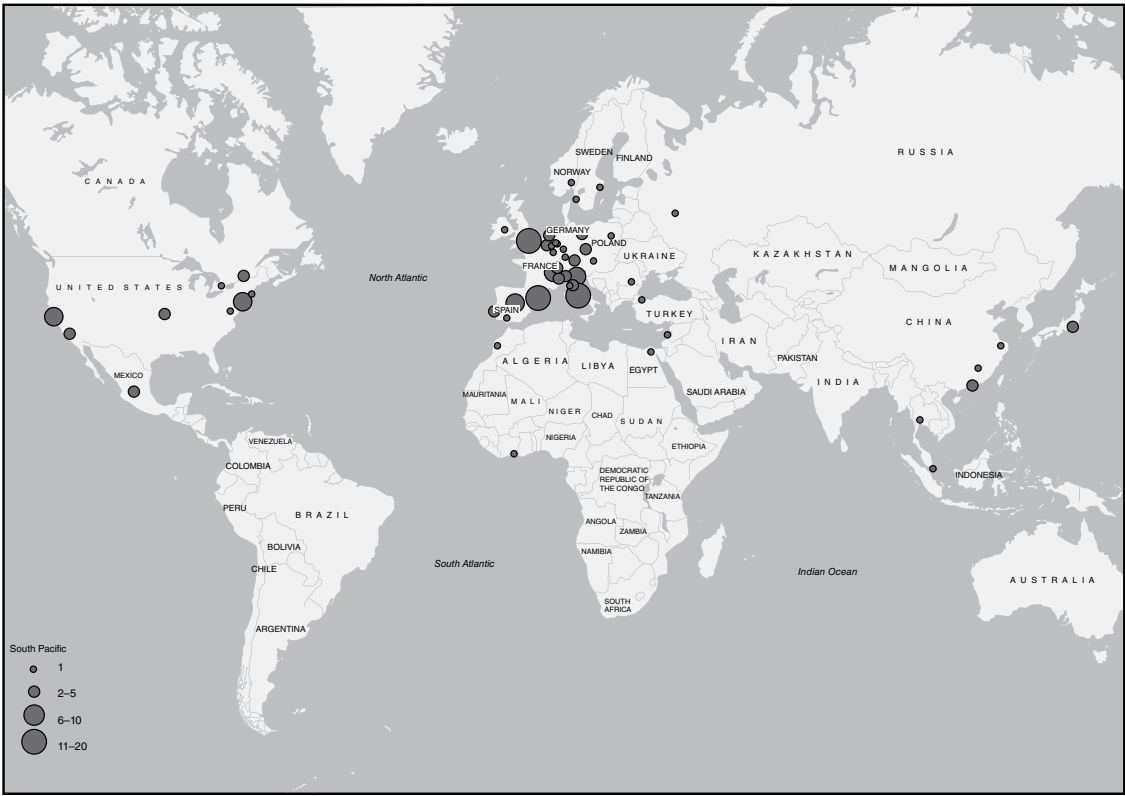 SWEDEN
FINLAND
RUSSIA
NORWAY
CANADA
GERMANY
POLAND
UKRAINE
KAZAKHSTAN
FRANCE
MANGOLIA
North Atlantic
UNITED STATES
SPAIN
TURKEY
CHINA
IRAN
ALGERIA
LIBYA
EGYPT
PAKISTAN
MEXICO
INDIA
MAURITANIA
MALI
SAUDI ARABIA
NIGER
CHAD
SUDAN
VENEZUELA
NIGERIA
ETHIOPIA
COLOMBIA
DEMOCRATIC
REPUBLIC OF
THE CONGO
INDONESIA
TANZANIA
PERU
BRAZIL
ANGOLA
ZAMBIA
BOLIVIA
NAMIBIA
CHILE
South Atlantic
Indian Ocean
AUSTRALIA
SOUTH
AFRICA
ARGENTINA
South Pacific
1
2–5
6–10
11–20